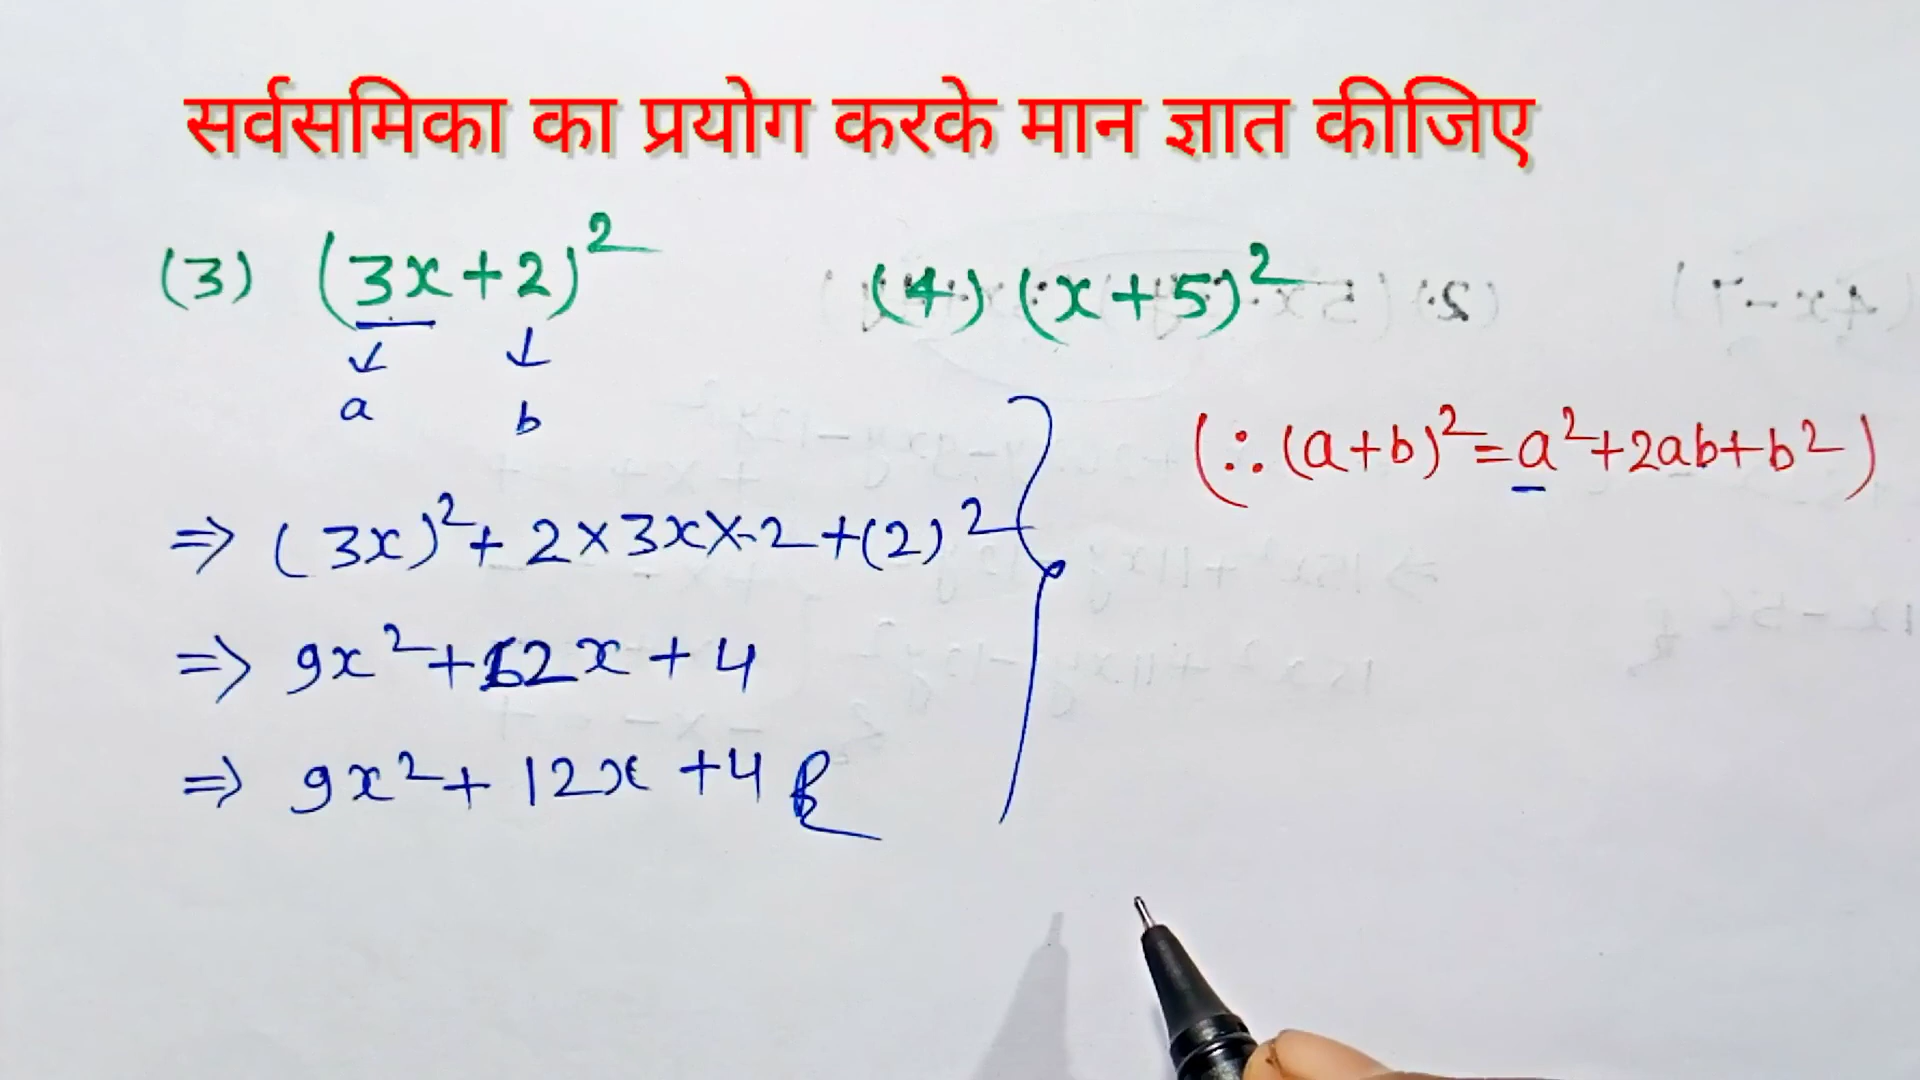 सर्वसमिका का प्रयोग करके मान ज्ञात कीजिए
(3) (3x+2)² (4) (x+5)²
a b
(∴(a+b)²=a²+2ab+b²)
⇒ (3x)²+2×3x×2+(2)²
⇒ 9x²+12x+4
⇒ 9x²+12x+4